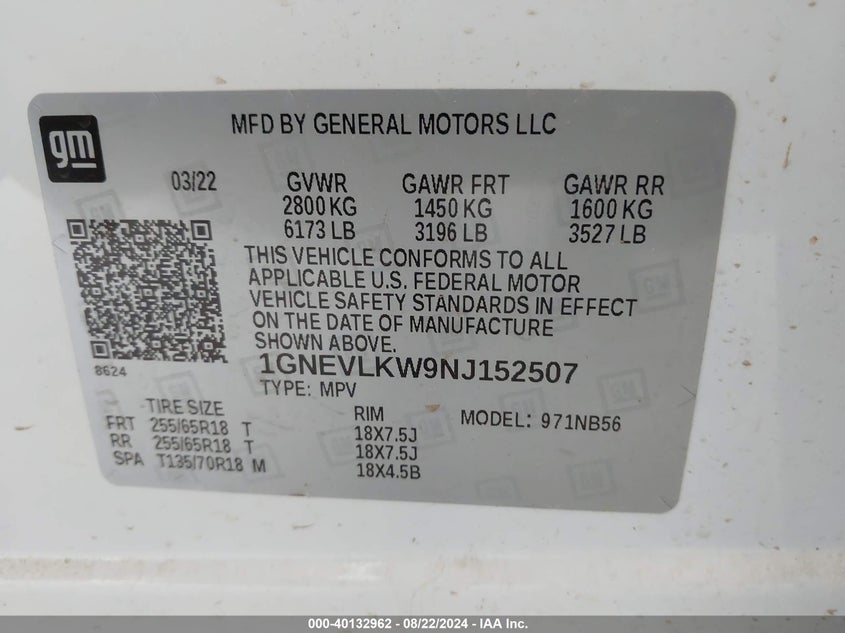 gm
MFD BY GENERAL MOTORS LLC
03/22 GVWR GAWR FRT GAWR RR
2800 KG 1450 KG 1600 KG
6173 LB 3196 LB 3527 LB
THIS VEHICLE CONFORMS TO ALL
APPLICABLE U.S. FEDERAL MOTOR
VEHICLE SAFETY STANDARDS IN EFFECT
ON THE DATE OF MANUFACTURE
SHOWN ABOVE.
8624
1GNEVLKW9NJ152507
TYPE: MPV
TIRE SIZE RIM MODEL: 971NB56
FRT 255/65R18 T 18X7.5J
RR 255/65R18 T 18X7.5J
SPA T135/70R18 M 18X4.5B
000-40132962 - 08/22/2024 - IAAI.COM